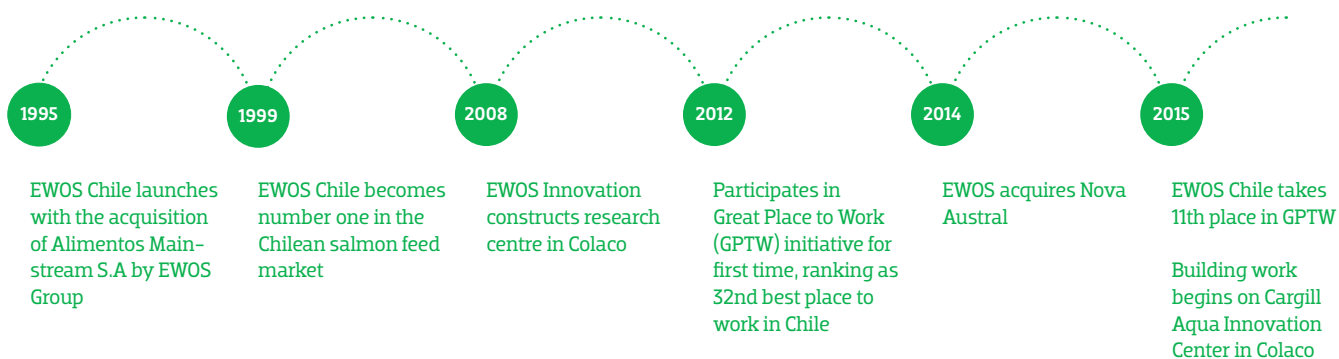 1995
EWOS Chile launches
with the acquisition
of Alimentos Main-
stream S.A by EWOS
Group
1999
EWOS Chile becomes
number one in the
Chilean salmon feed
market
2008
EWOS Innovation
constructs research
centre in Colaco
2012
Participates in
Great Place to Work
(GPTW) initiative for
first time, ranking as
32nd best place to
work in Chile
2014
EWOS acquires Nova
Austral
2015
EWOS Chile takes
11th place in GPTW
Building work
begins on Cargill
Aqua Innovation
Center in Colaco